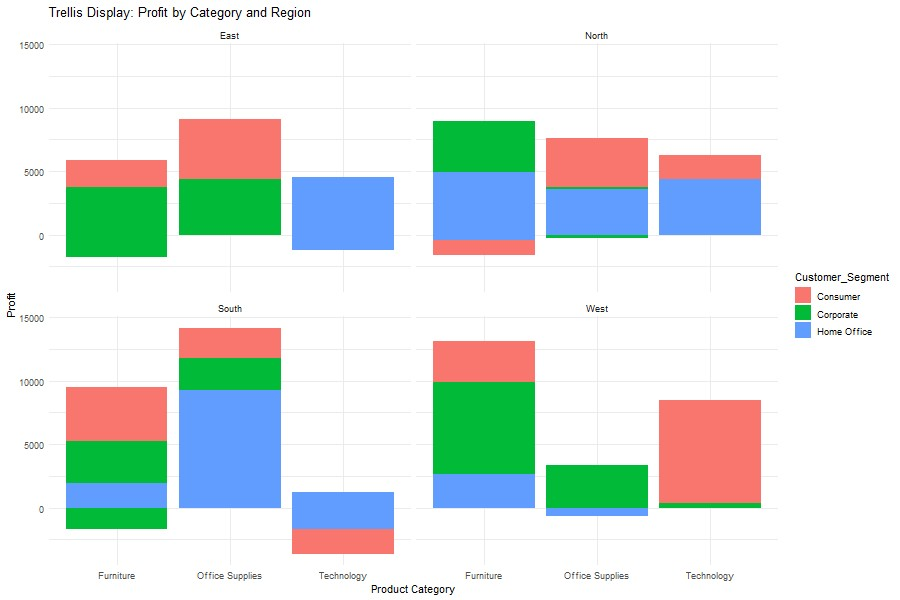 Trellis Display: Profit by Category and Region
East
North
15000
10000
5000
0
South
West
15000
10000
5000
0
Profit
Furniture
Office Supplies
Technology
Furniture
Office Supplies
Technology
Product Category
Customer_Segment
Consumer
Corporate
Home Office